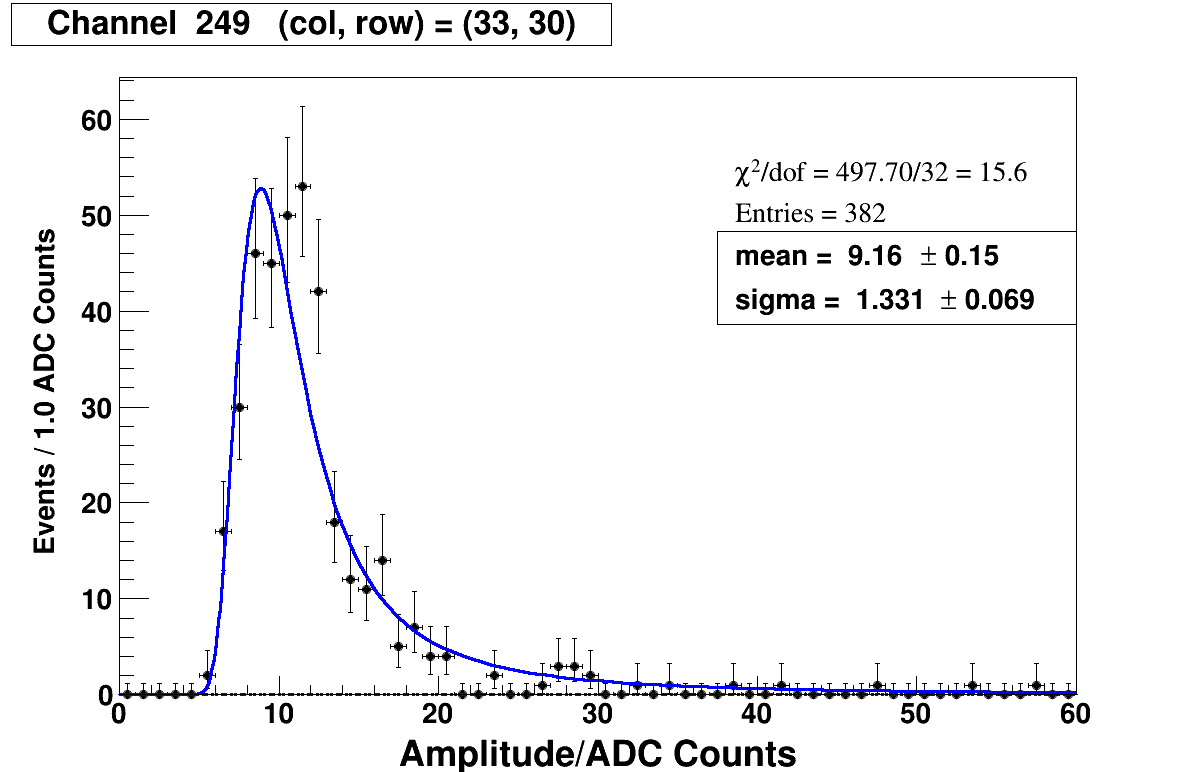 Channel 249 (col, row) = (33, 30)
χ²/dof = 497.70/32 = 15.6
Entries = 382
mean = 9.16 ± 0.15
sigma = 1.331 ± 0.069
Events / 1.0 ADC Counts
60
50
40
30
20
10
0
0 10 20 30 40 50 60
Amplitude/ADC Counts